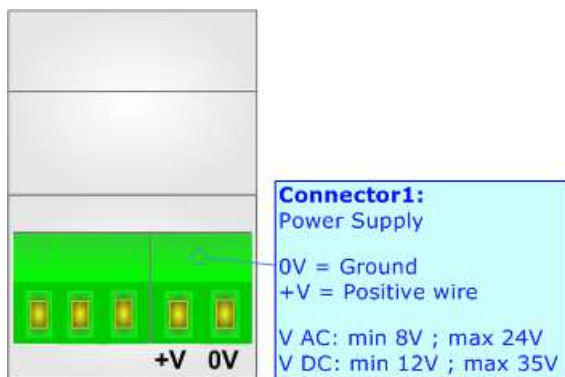 Connector1:
Power Supply
0V = Ground
+V = Positive wire
V AC: min 8V ; max 24V
V DC: min 12V ; max 35V
+V 0V